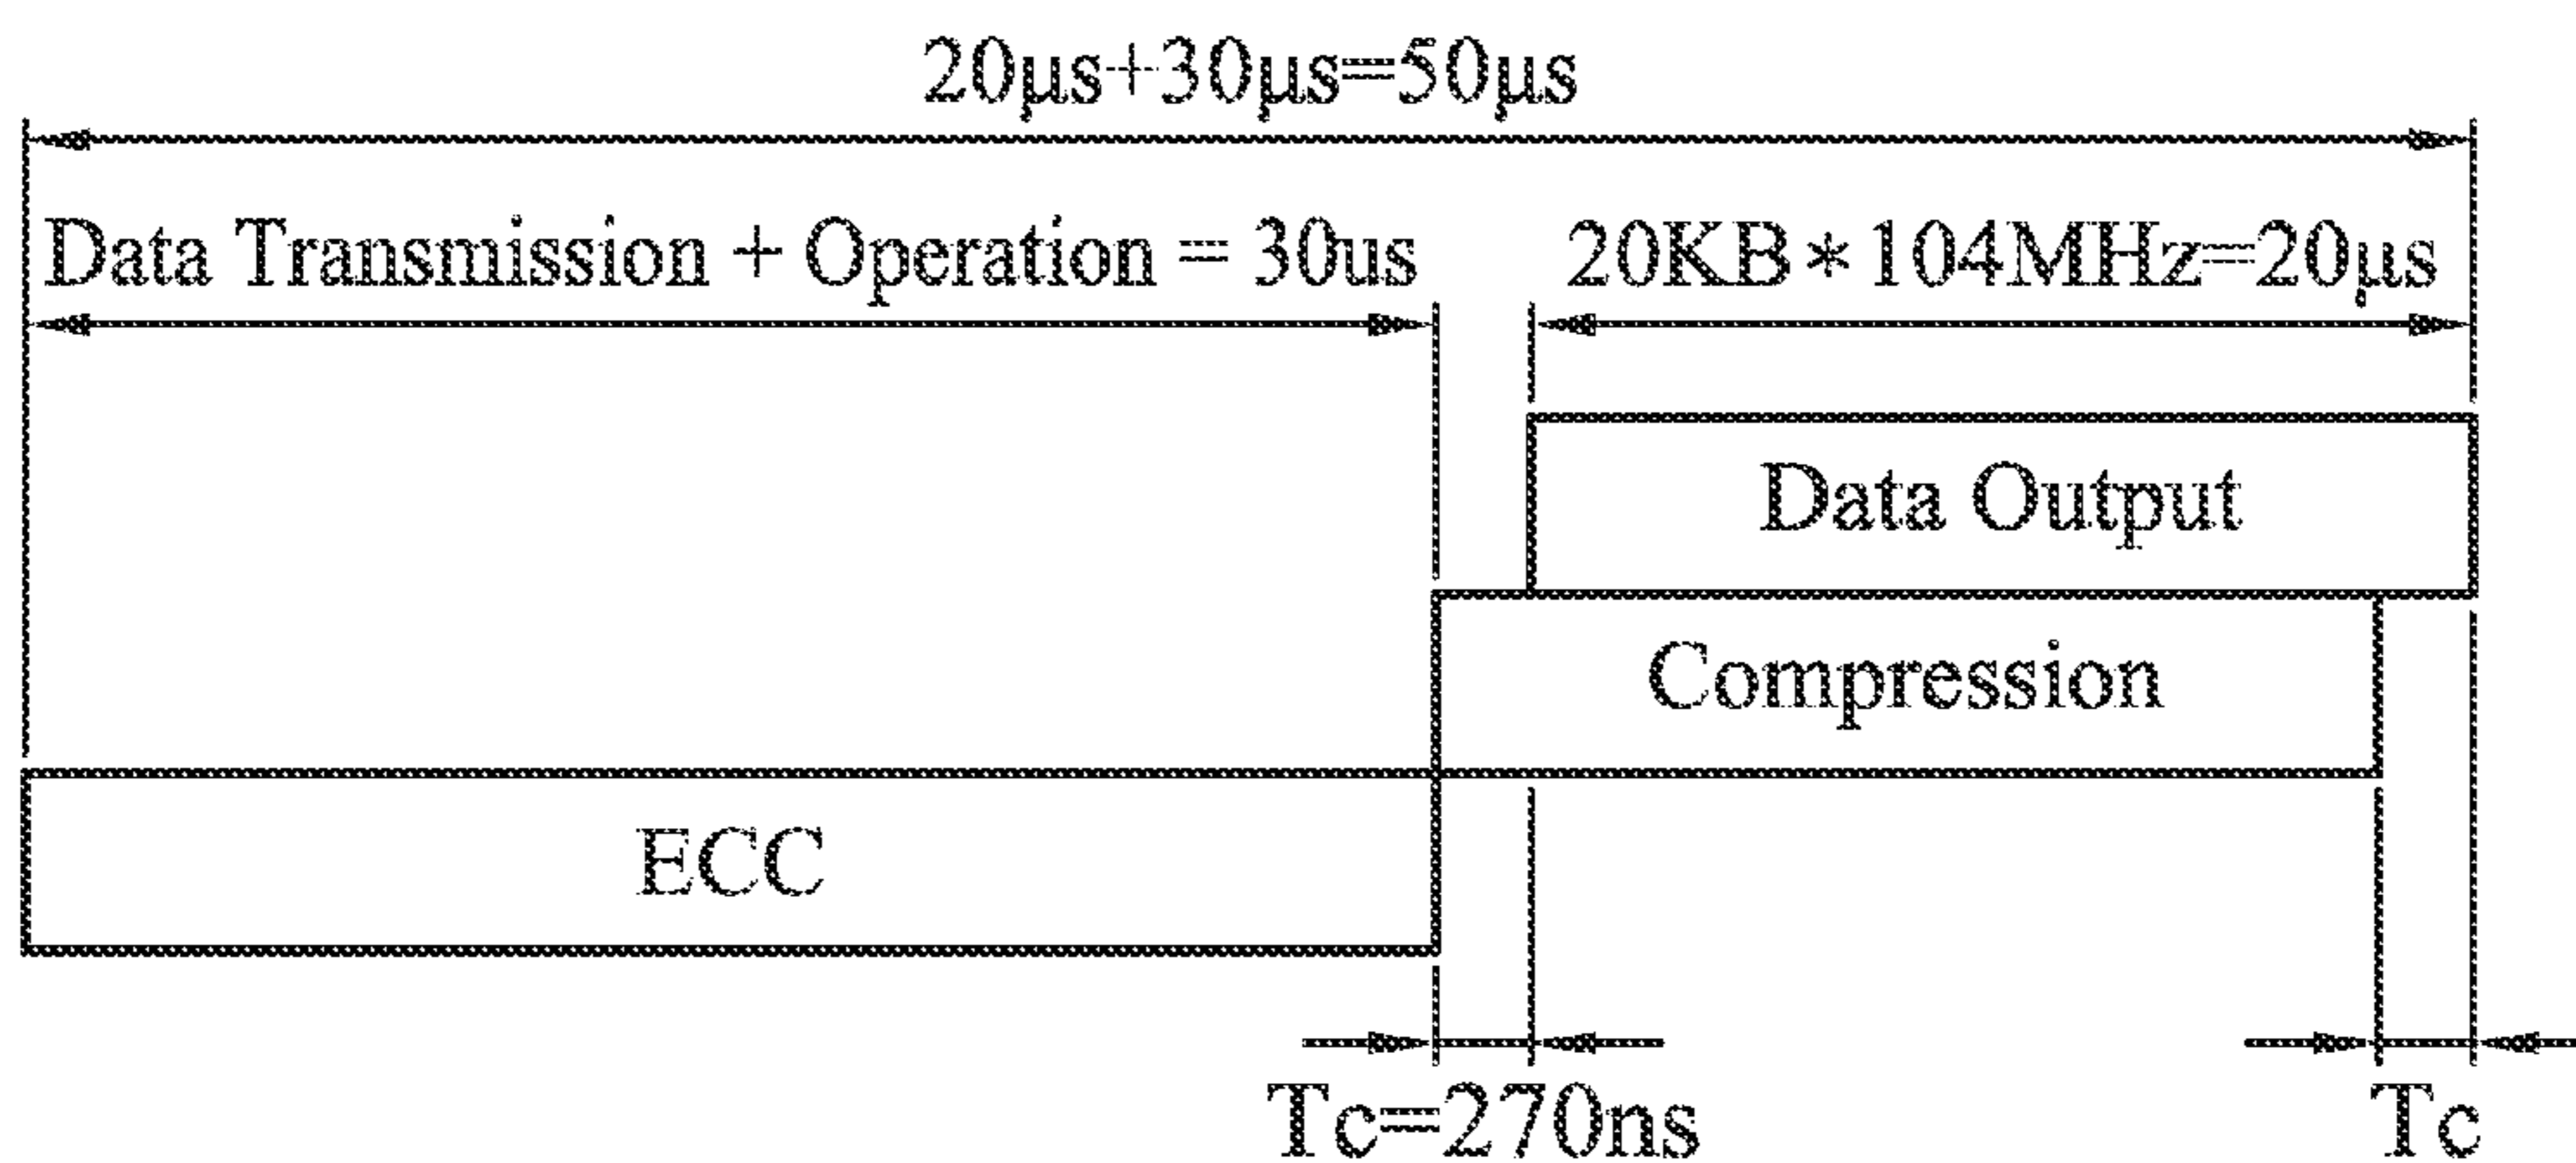 20µs+30µs=50µs
Data Transmission + Operation = 30us
20KB*104MHz=20µs
Data Output
Compression
ECC
Tc=270ns
Tc